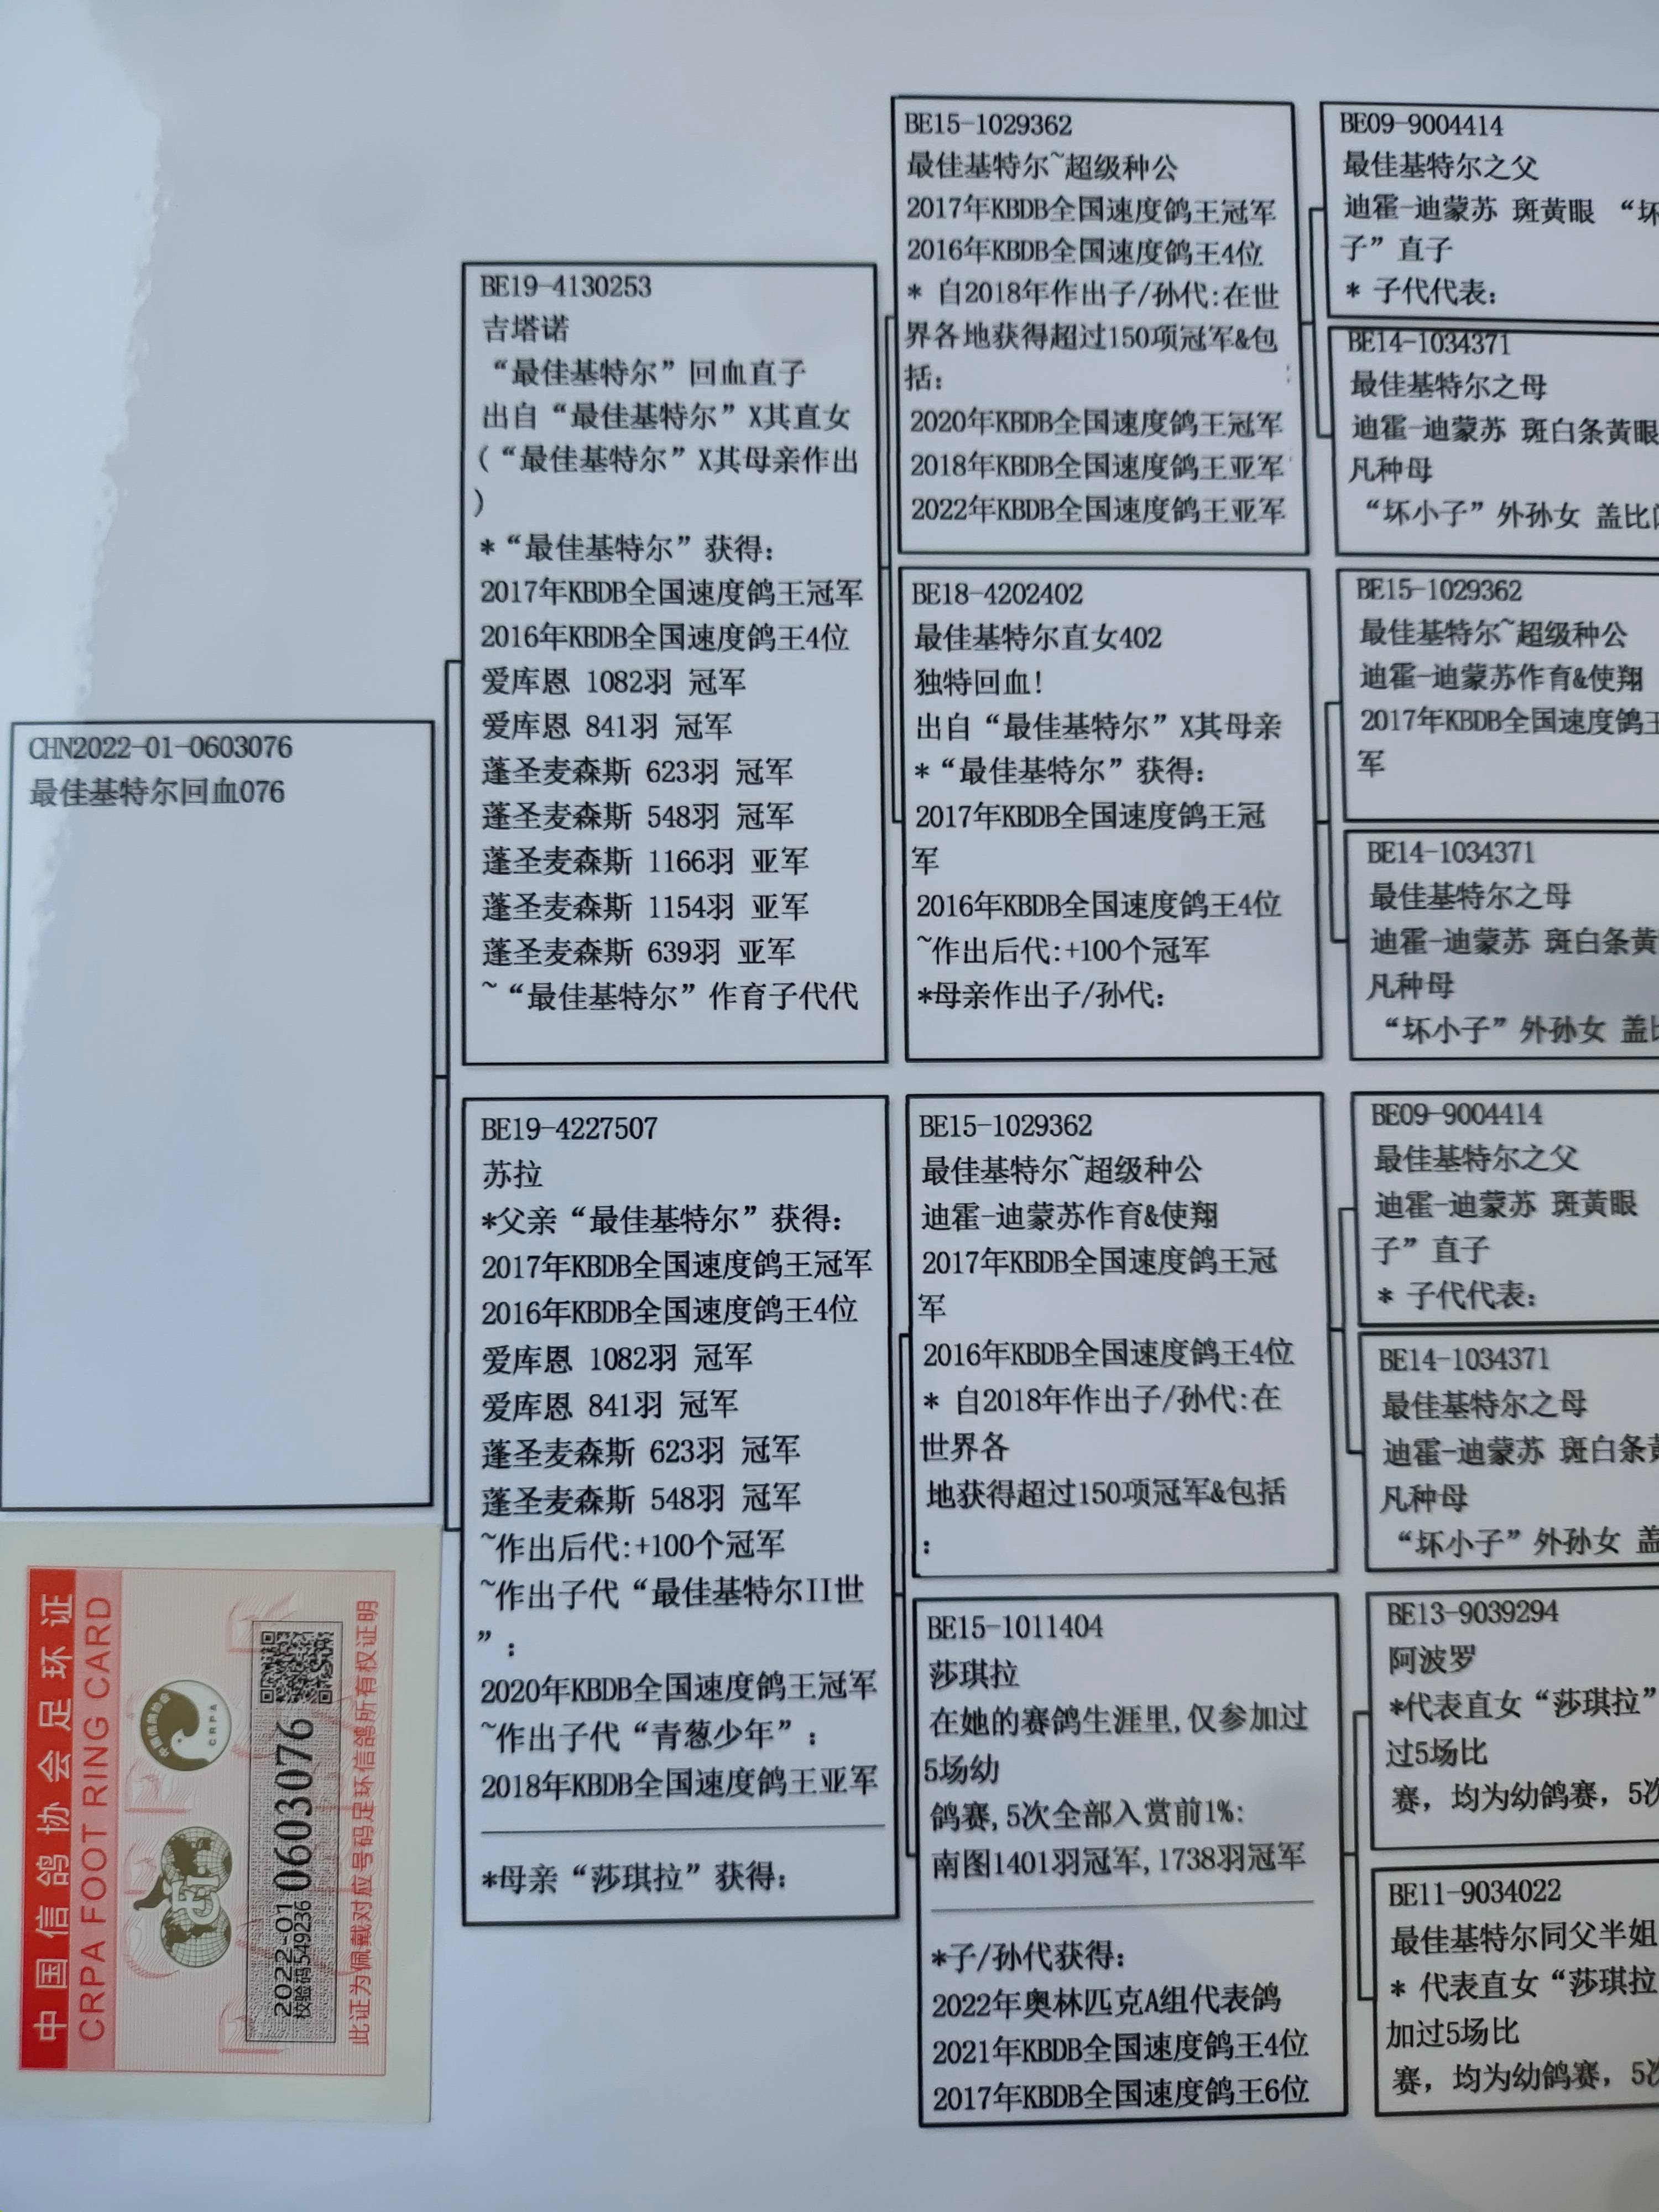 CHN2022-01-0603076
最佳基特尔回血076
BE19-4130253
吉塔诺
“最佳基特尔”回血直子
出自“最佳基特尔”X其直女
(“最佳基特尔”X其母亲作出
)
*“最佳基特尔”获得:
2017年KBDB全国速度鸽王冠军
2016年KBDB全国速度鸽王4位
爱库恩 1082羽 冠军
爱库恩 841羽 冠军
蓬圣麦森斯 623羽 冠军
蓬圣麦森斯 548羽 冠军
蓬圣麦森斯 1166羽 亚军
蓬圣麦森斯 1154羽 亚军
蓬圣麦森斯 639羽 亚军
~“最佳基特尔”作育子代代
BE19-4227507
苏拉
*父亲“最佳基特尔”获得:
2017年KBDB全国速度鸽王冠军
2016年KBDB全国速度鸽王4位
爱库恩 1082羽 冠军
爱库恩 841羽 冠军
蓬圣麦森斯 623羽 冠军
蓬圣麦森斯 548羽 冠军
~作出后代:+100个冠军
~作出子代“最佳基特尔II世
”:
2020年KBDB全国速度鸽王冠军
~作出子代“青葱少年”:
2018年KBDB全国速度鸽王亚军
*母亲“莎琪拉”获得:
BE15-1029362
最佳基特尔~超级种公
2017年KBDB全国速度鸽王冠军
2016年KBDB全国速度鸽王4位
* 自2018年作出子/孙代:在世
界各地获得超过150项冠军&包
括:
2020年KBDB全国速度鸽王冠军
2018年KBDB全国速度鸽王亚军
2022年KBDB全国速度鸽王亚军
BE18-4202402
最佳基特尔直女402
独特回血!
出自“最佳基特尔”X其母亲
*“最佳基特尔”获得:
2017年KBDB全国速度鸽王冠
军
2016年KBDB全国速度鸽王4位
~作出后代:+100个冠军
*母亲作出子/孙代:
BE15-1029362
最佳基特尔~超级种公
迪霍-迪蒙苏作育&使翔
2017年KBDB全国速度鸽王冠
军
2016年KBDB全国速度鸽王4位
* 自2018年作出子/孙代:在
世界各
地获得超过150项冠军&包括
:
BE15-1011404
莎琪拉
在她的赛鸽生涯里,仅参加过
5场幼
鸽赛,5次全部入赏前1%:
南图1401羽冠军,1738羽冠军
*子/孙代获得:
2022年奥林匹克A组代表鸽
2021年KBDB全国速度鸽王4位
2017年KBDB全国速度鸽王6位
BE09-9004414
最佳基特尔之父
迪霍-迪蒙苏 斑黄眼 “坏
子”直子
* 子代代表:
BE14-1034371
最佳基特尔之母
迪霍-迪蒙苏 斑白条黄眼
凡种母
“坏小子”外孙女 盖比
BE15-1029362
最佳基特尔~超级种公
迪霍-迪蒙苏作育&使翔
2017年KBDB全国速度鸽王
军
BE14-1034371
最佳基特尔之母
迪霍-迪蒙苏 斑白条黄
凡种母
“坏小子”外孙女 盖
BE09-9004414
最佳基特尔之父
迪霍-迪蒙苏 斑黄眼
子”直子
* 子代代表:
BE14-1034371
最佳基特尔之母
迪霍-迪蒙苏 斑白条
凡种母
“坏小子”外孙女 盖
BE13-9039294
阿波罗
*代表直女“莎琪拉”
过5场比
赛，均为幼鸽赛，5次
BE11-9034022
最佳基特尔同父半姐
* 代表直女“莎琪拉
加过5场比
赛，均为幼鸽赛，5次
中国信鸽协会足环证
CRPA FOOT RING CARD
中国信鸽协会
CRPA
2022-01 0603076
校验码549236
此证为佩戴对应号码足环信鸽所有权证明